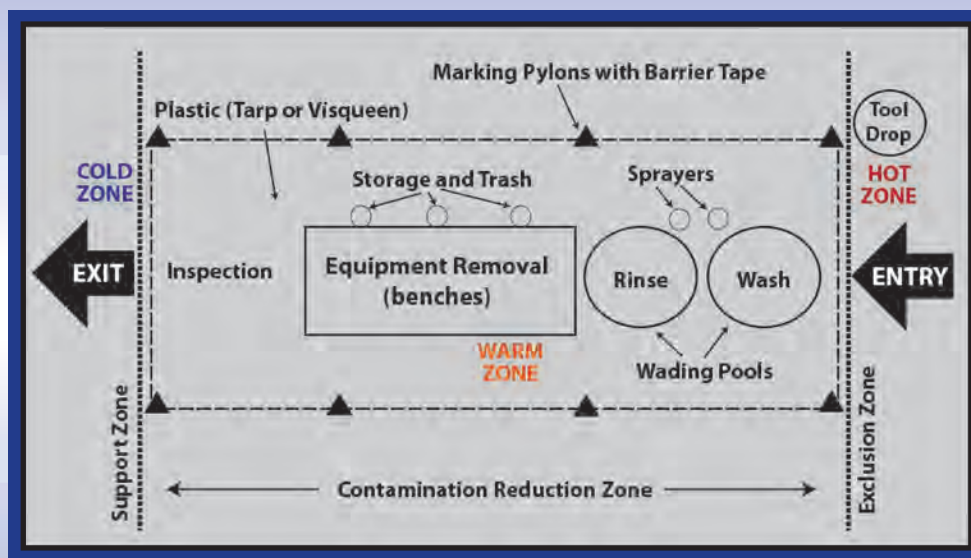 Marking Pylons with Barrier Tape
Plastic (Tarp or Visqueen)
Tool
Drop
COLD
ZONE
Storage and Trash
Sprayers
HOT
ZONE
EXIT
Inspection
Equipment Removal
(benches)
Rinse
Wash
ENTRY
WARM
ZONE
Wading Pools
Support Zone
Contamination Reduction Zone
Exclusion Zone